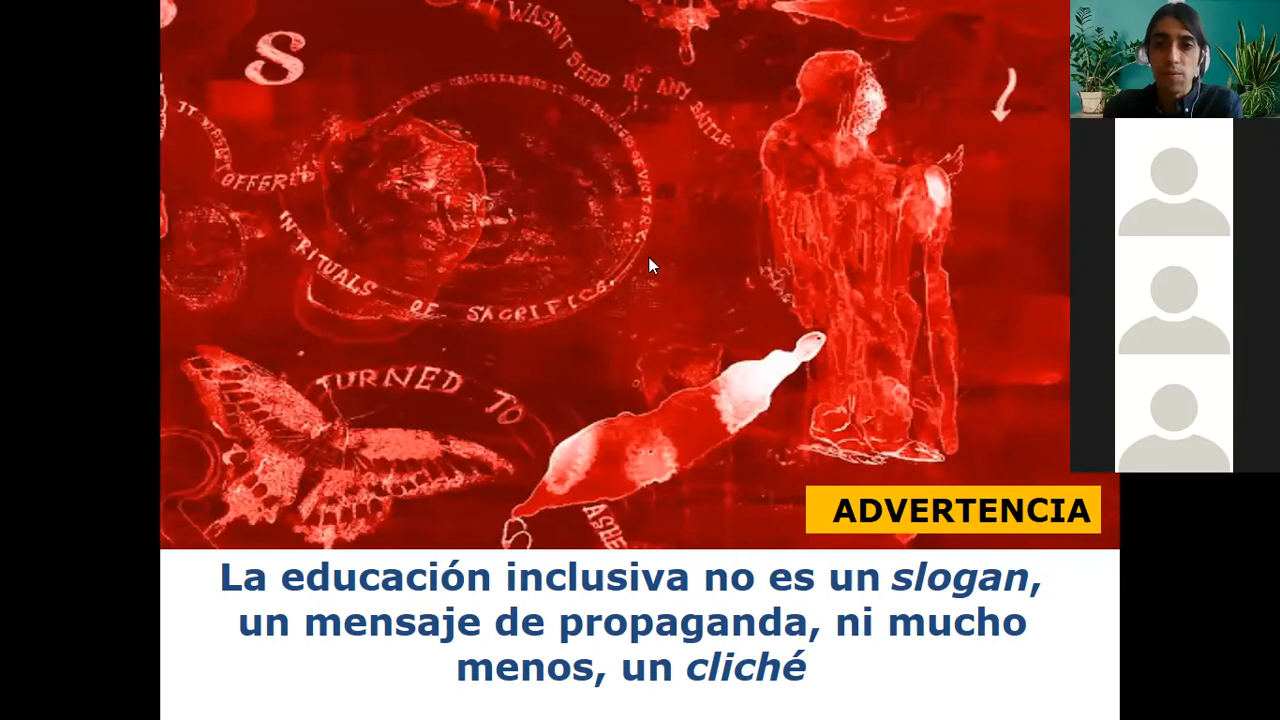 S
IT WASN'T SHED IN ANY BATTLE
OFFERED
IN RITUALS OF SACRIFICE.
TURNED TO
ADVERTENCIA
La educación inclusiva no es un slogan,
un mensaje de propaganda, ni mucho
menos, un cliché